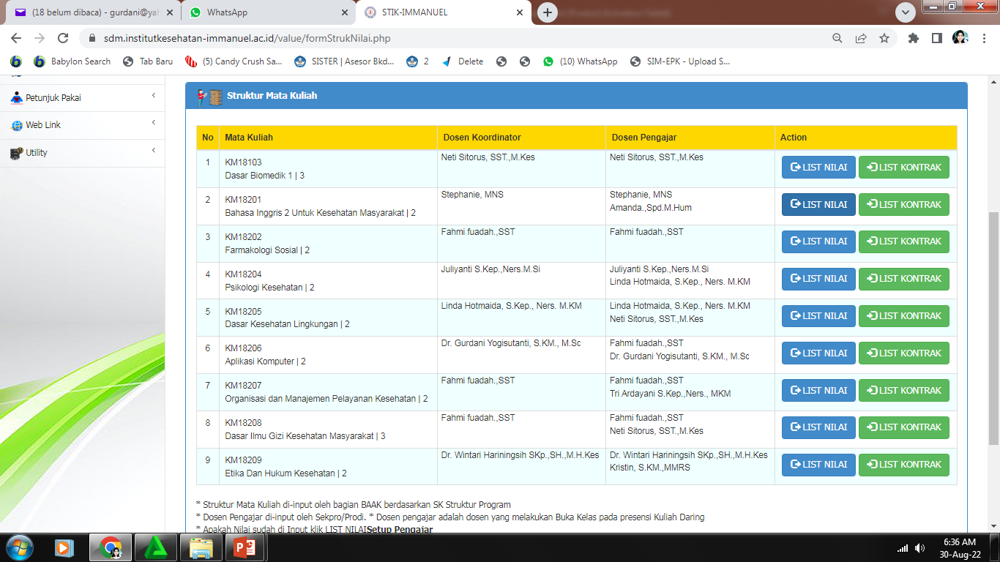 (18 belum dibaca) - gurdani@yah
WhatsApp
STIK-IMMANUEL
sdm.institutkesehatan-immanuel.ac.id/value/formStrukNilai.php
Babylon Search
Tab Baru
(5) Candy Crush Sa...
SISTER | Asesor Bkd...
2
Delete
(10) WhatsApp
SIM-EPK - Upload S...
Petunjuk Pakai
Web Link
Utility
Struktur Mata Kuliah
No Mata Kuliah Dosen Koordinator Dosen Pengajar Action
1 KM18103 Neti Sitorus, SST.,M.Kes Neti Sitorus, SST.,M.Kes LIST NILAI LIST KONTRAK
Dasar Biomedik 1 | 3
2 KM18201 Stephanie, MNS Stephanie, MNS LIST NILAI LIST KONTRAK
Bahasa Inggris 2 Untuk Kesehatan Masyarakat | 2 Amanda.,Spd.M.Hum
3 KM18202 Fahmi fuadah.,SST Fahmi fuadah.,SST LIST NILAI LIST KONTRAK
Farmakologi Sosial | 2
4 KM18204 Juliyanti S.Kep.,Ners.M.Si Juliyanti S.Kep.,Ners.M.Si LIST NILAI LIST KONTRAK
Psikologi Kesehatan | 2 Linda Hotmaida, S.Kep., Ners. M.KM
5 KM18205 Linda Hotmaida, S.Kep., Ners. M.KM Linda Hotmaida, S.Kep., Ners. M.KM LIST NILAI LIST KONTRAK
Dasar Kesehatan Lingkungan | 2 Neti Sitorus, SST.,M.Kes
6 KM18206 Dr. Gurdani Yogisutanti, S.KM., M.Sc Fahmi fuadah.,SST LIST NILAI LIST KONTRAK
Aplikasi Komputer | 2 Dr. Gurdani Yogisutanti, S.KM., M.Sc
7 KM18207 Fahmi fuadah.,SST Fahmi fuadah.,SST LIST NILAI LIST KONTRAK
Organisasi dan Manajemen Pelayanan Kesehatan | 2 Tri Ardayani S.Kep.,Ners., MKM
8 KM18208 Fahmi fuadah.,SST Fahmi fuadah.,SST LIST NILAI LIST KONTRAK
Dasar Ilmu Gizi Kesehatan Masyarakat | 3 Neti Sitorus, SST.,M.Kes
9 KM18209 Dr. Wintari Hariningsih SKp.,SH.,M.H.Kes Dr. Wintari Hariningsih SKp.,SH.,M.H.Kes LIST NILAI LIST KONTRAK
Etika Dan Hukum Kesehatan | 2 Kristin, S.KM.,MMRS
* Struktur Mata Kuliah di-input oleh bagian BAAK berdasarkan SK Struktur Program
* Dosen Pengajar di-input oleh Sekpro/Prodi. * Dosen pengajar adalah dosen yang melakukan Buka Kelas pada presensi Kuliah Daring
* Apakah Nilai sudah di Input klik LIST NILAISetup Pengajar
6:36 AM
30-Aug-22